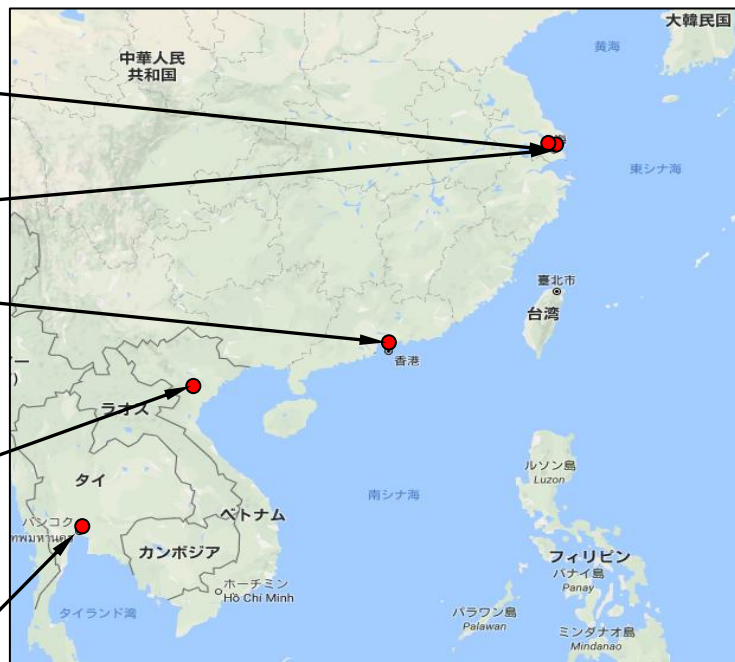 大韓民国
黄海
中華人民
共和国
東シナ海
臺北市
台湾
香港
ー
)
ラオス
タイ
ルソン島
Luzon
南シナ海
バンコク
ベトナム
カンボジア
フィリピン
パナイ島
Panay
ホーチミン
Hồ Chí Minh
タイランド湾
パラワン島
Palawan
ミンダナオ島
Mindanao